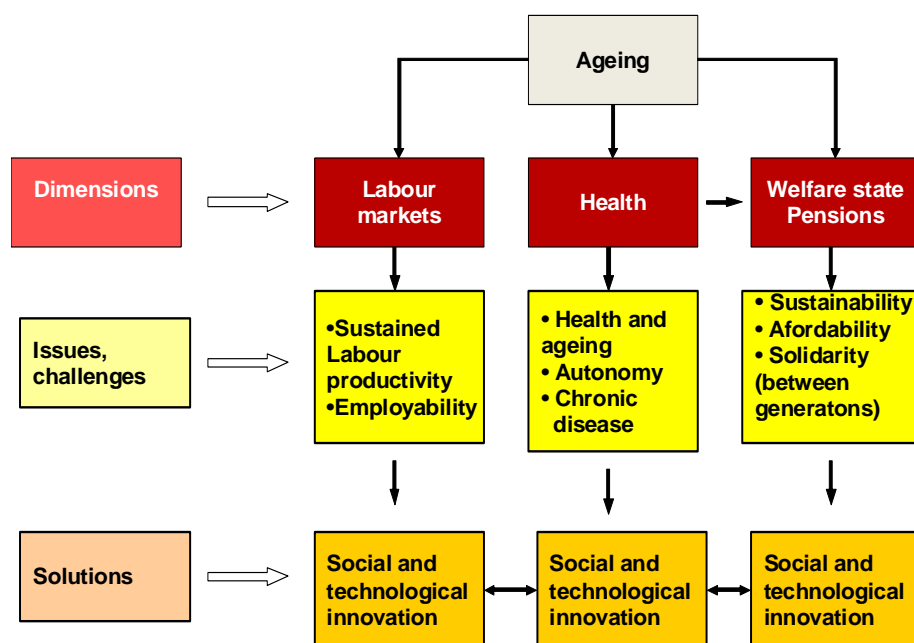 Ageing
Dimensions
Labour
markets
Health
Welfare state
Pensions
Issues,
challenges
•Sustained
Labour
productivity
•Employability
• Health and
ageing
• Autonomy
• Chronic
disease
• Sustainability
• Affordability
• Solidarity
(between
generatons)
Solutions
Social and
technological
innovation
Social and
technological
innovation
Social and
technological
innovation